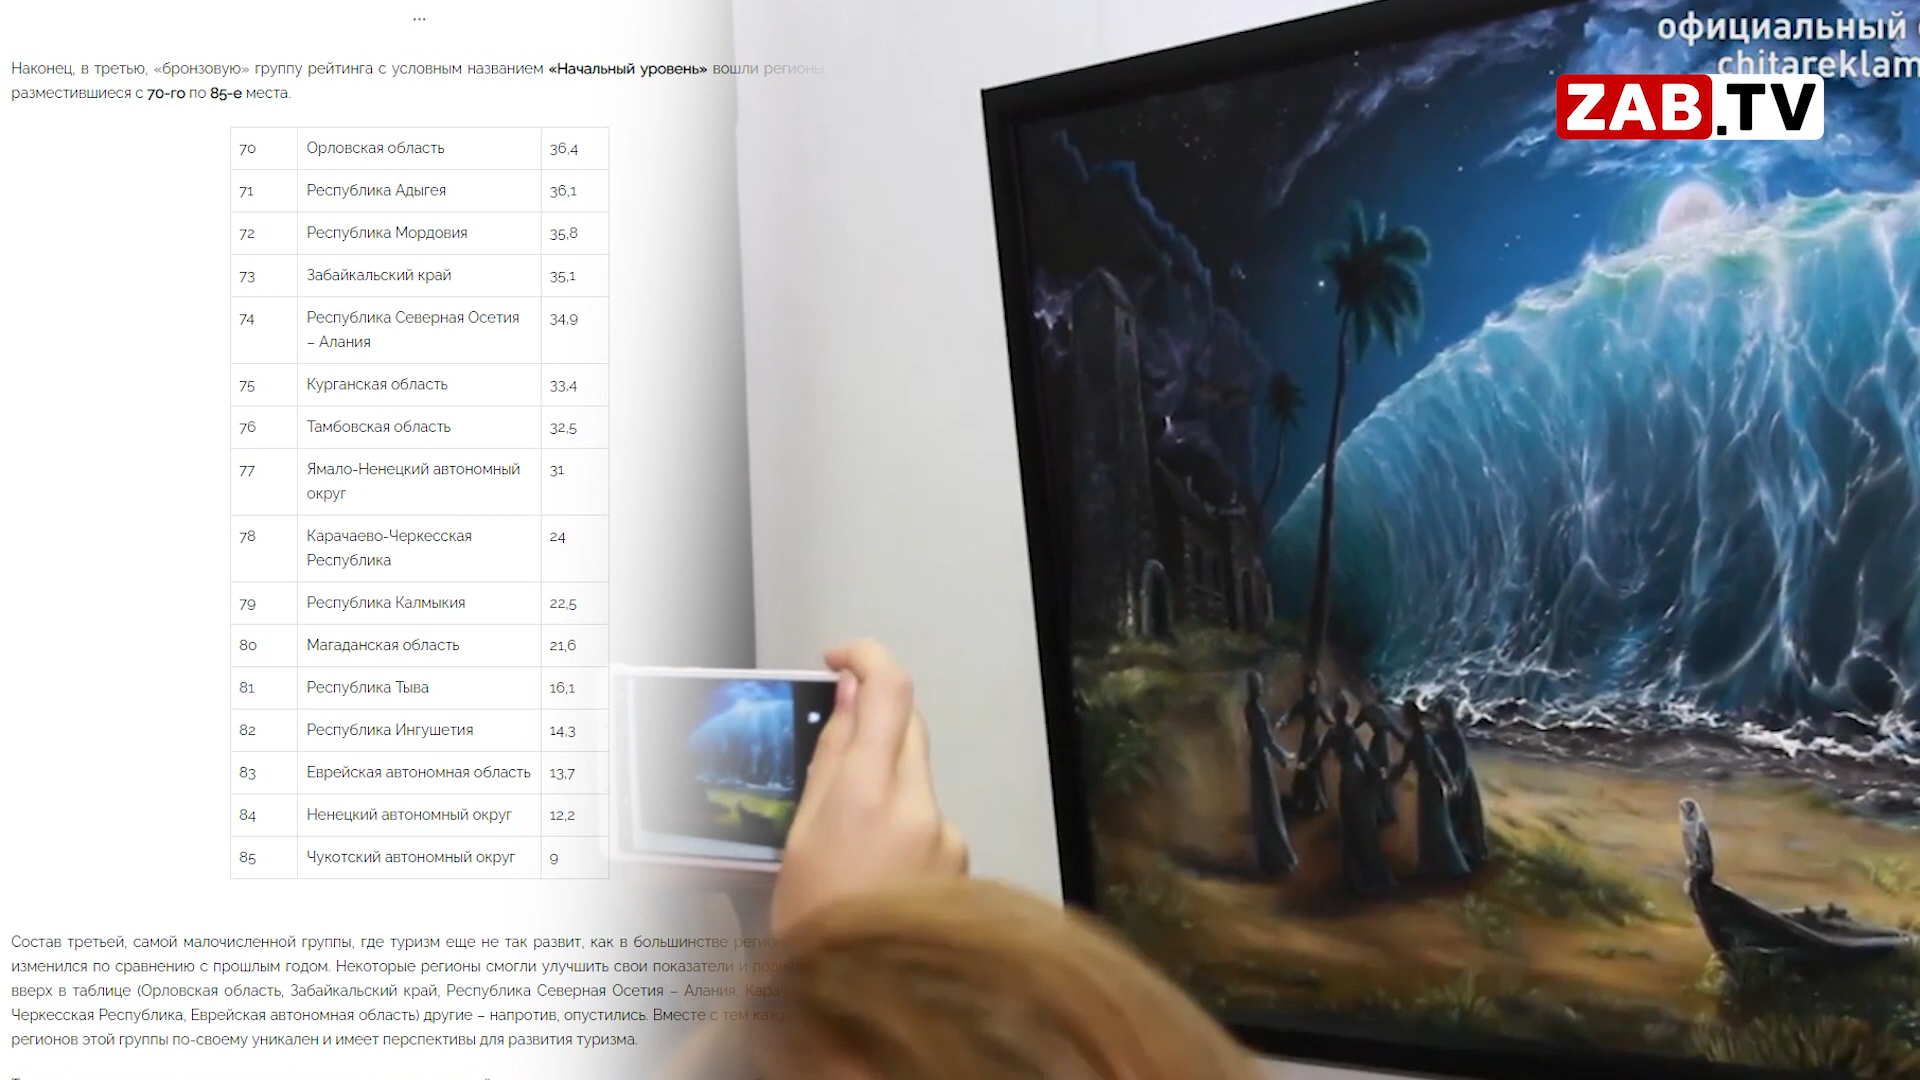 ...
Наконец, в третью, «бронзовую» группу рейтинга с условным названием «Начальный уровень» вошли регионы,
разместившиеся с 70-го по 85-е места.
70 Орловская область 36,4
71 Республика Адыгея 36,1
72 Республика Мордовия 35,8
73 Забайкальский край 35,1
74 Республика Северная Осетия 34,9
– Алания
75 Курганская область 33,4
76 Тамбовская область 32,5
77 Ямало-Ненецкий автономный 31
округ
78 Карачаево-Черкесская 24
Республика
79 Республика Калмыкия 22,5
80 Магаданская область 21,6
81 Республика Тыва 16,1
82 Республика Ингушетия 14,3
83 Еврейская автономная область 13,7
84 Ненецкий автономный округ 12,2
85 Чукотский автономный округ 9
Состав третьей, самой малочисленной группы, где туризм еще не так развит, как в большинстве
изменился по сравнению с прошлым годом. Некоторые регионы смогли улучшить свои показатели и
вверх в таблице (Орловская область, Забайкальский край, Республика Северная Осетия – Алания,
Черкесская Республика, Еврейская автономная область) другие – напротив, опустились. Вместе с тем
регионов этой группы по-своему уникален и имеет перспективы для развития туризма.
официальный
chitareklam
ZAB.TV